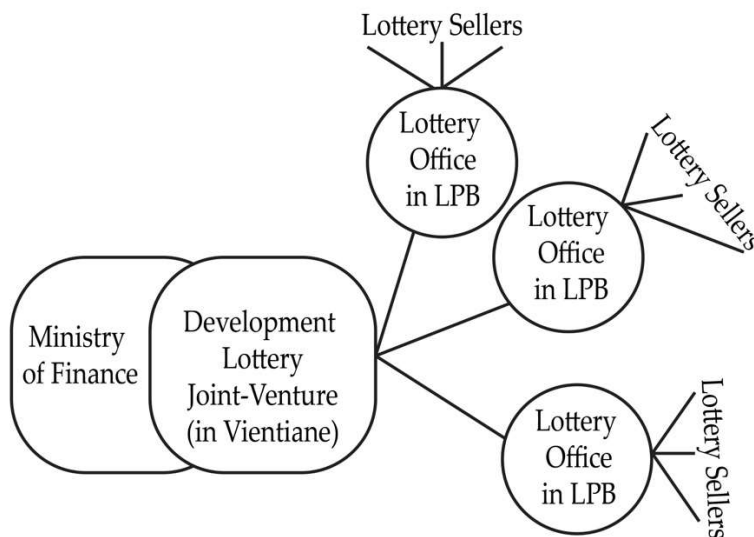 Lottery Sellers
Lottery
Office
in LPB
Lottery Sellers
Lottery
Office
in LPB
Ministry
of Finance
Development
Lottery
Joint-Venture
(in Vientiane)
Lottery
Office
in LPB
Lottery Sellers